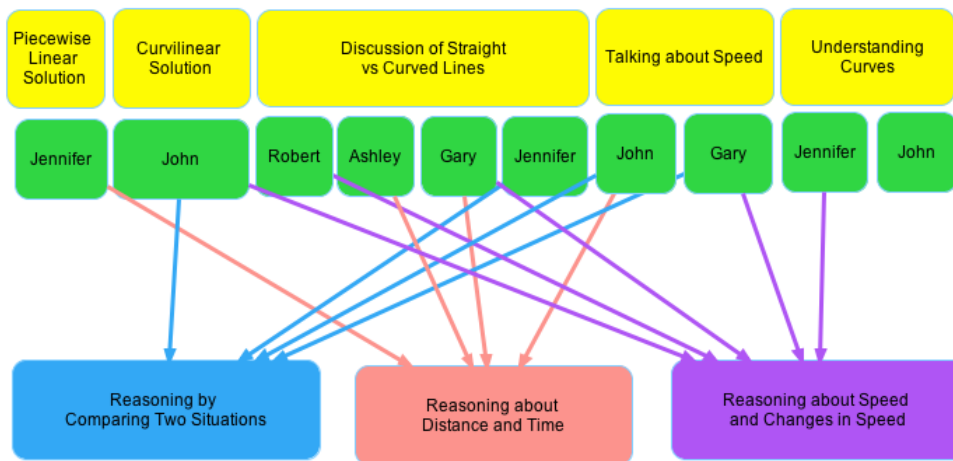 Piecewise
Linear
Solution
Curvilinear
Solution
Discussion of Straight
vs Curved Lines
Talking about Speed
Understanding
Curves
Jennifer
John
Robert
Ashley
Gary
Jennifer
John
Gary
Jennifer
John
Reasoning by
Comparing Two Situations
Reasoning about
Distance and Time
Reasoning about Speed
and Changes in Speed